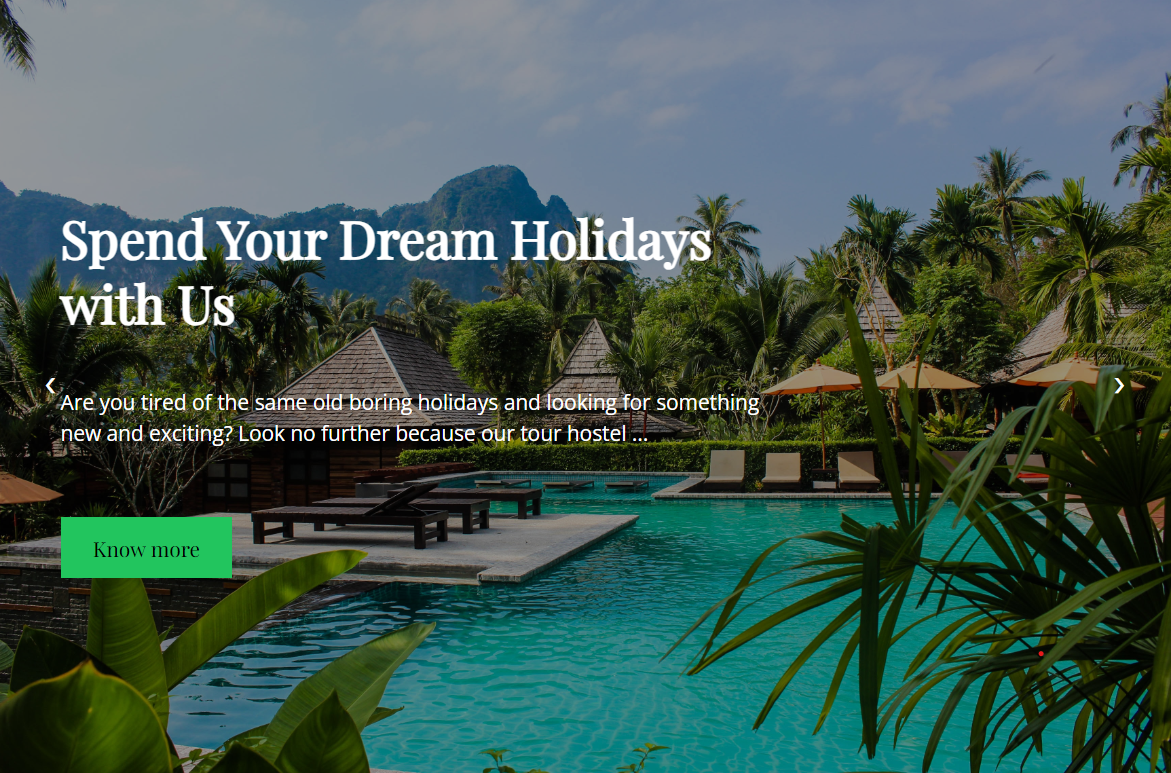 Spend Your Dream Holidays
with Us
Are you tired of the same old boring holidays and looking for something
new and exciting? Look no further because our tour hostel ...
Know more